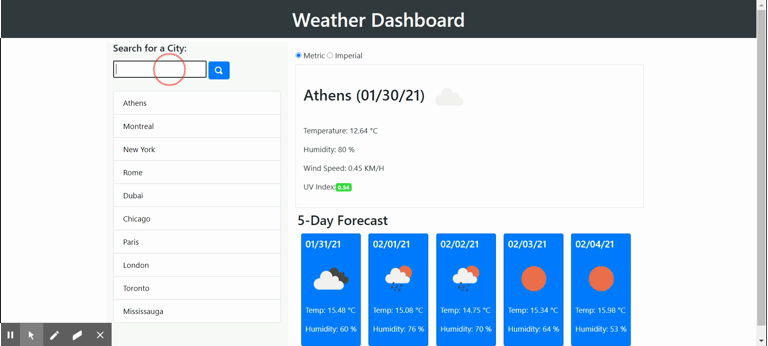 Weather Dashboard
Search for a City:
Athens
Montreal
New York
Rome
Dubai
Chicago
Paris
London
Toronto
Mississauga
Metric Imperial
Athens (01/30/21)
Temperature: 12.64 °C
Humidity: 80 %
Wind Speed: 0.45 KM/H
UV Index: 0.54
5-Day Forecast
01/31/21 02/01/21 02/02/21 02/03/21 02/04/21
Temp: 15.48 °C Temp: 15.08 °C Temp: 14.75 °C Temp: 15.34 °C Temp: 15.98 °C
Humidity: 60 % Humidity: 76 % Humidity: 70 % Humidity: 64 % Humidity: 53 %